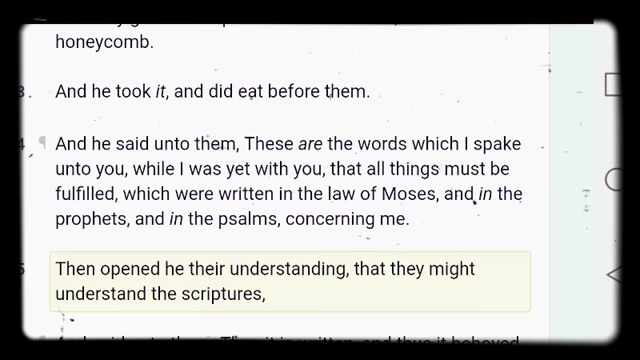 honeycomb.
And he took it, and did eat before them.
¶ And he said unto them, These are the words which I spake
unto you, while I was yet with you, that all things must be
fulfilled, which were written in the law of Moses, and in the
prophets, and in the psalms, concerning me.
5 Then opened he their understanding, that they might
understand the scriptures,